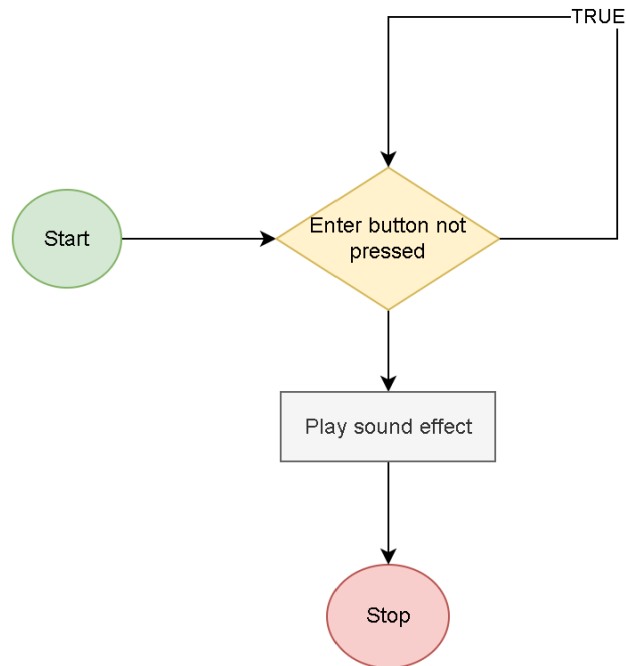 TRUE
Start
Enter button not
pressed
Play sound effect
Stop